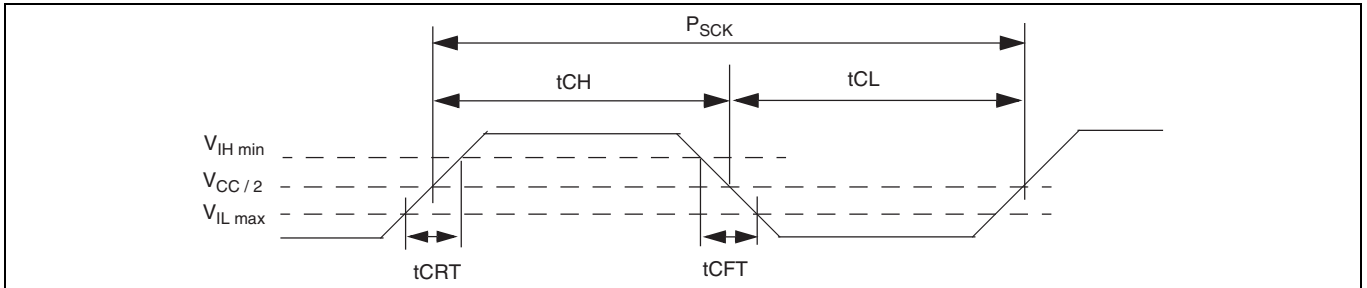 PSCK
tCH
tCL
VIH min
VCC / 2
VIL max
tCRT
tCFT